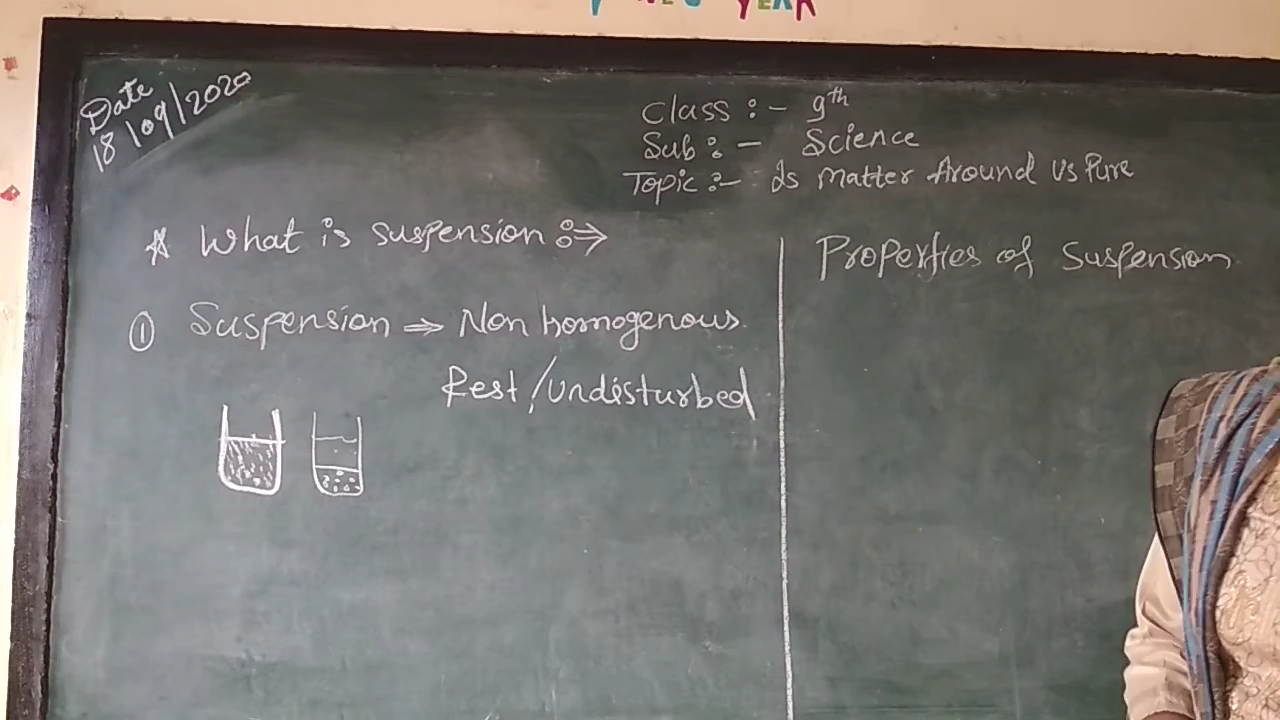 YEAR
Date
18/09/2020
Class :- 9th
Sub :- Science
Topic :- Is Matter Around Us Pure
* What is suspension :⇒
① Suspension ⇒ Non homogenous
Rest/undisturbed
Properties of Suspension